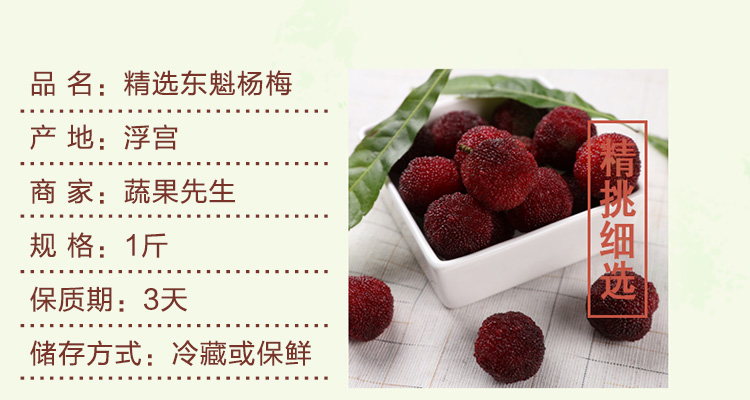 品 名：精选东魁杨梅
产 地：浮宫
商 家：蔬果先生
规 格：1斤
保质期：3天
储存方式：冷藏或保鲜
精挑细选